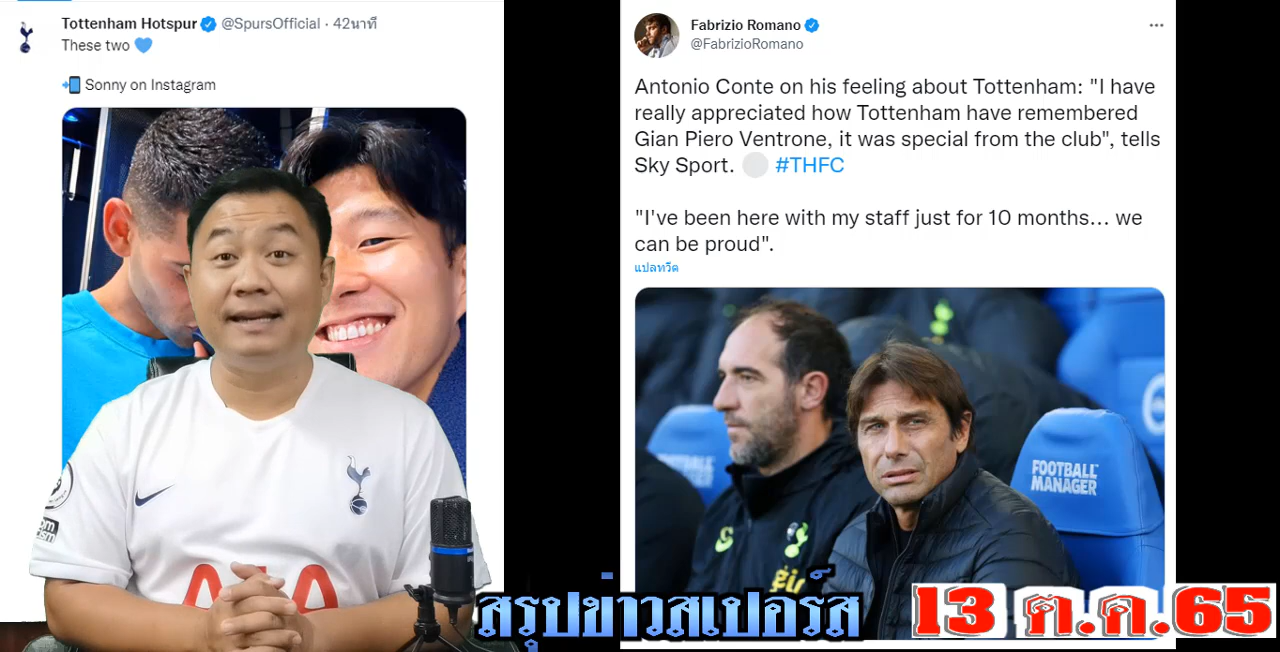 Tottenham Hotspur @SpursOfficial · 42นาที
These two 💙
📲 Sonny on Instagram
Fabrizio Romano
@FabrizioRomano
Antonio Conte on his feeling about Tottenham: "I have
really appreciated how Tottenham have remembered
Gian Piero Ventrone, it was special from the club", tells
Sky Sport. ⚪ #THFC
"I've been here with my staff just for 10 months… we
can be proud".
แปลทวีต
FOOTBALL
MANAGER
AIA
สรุปข่าวสเปอร์ส
13 ต.ค.65